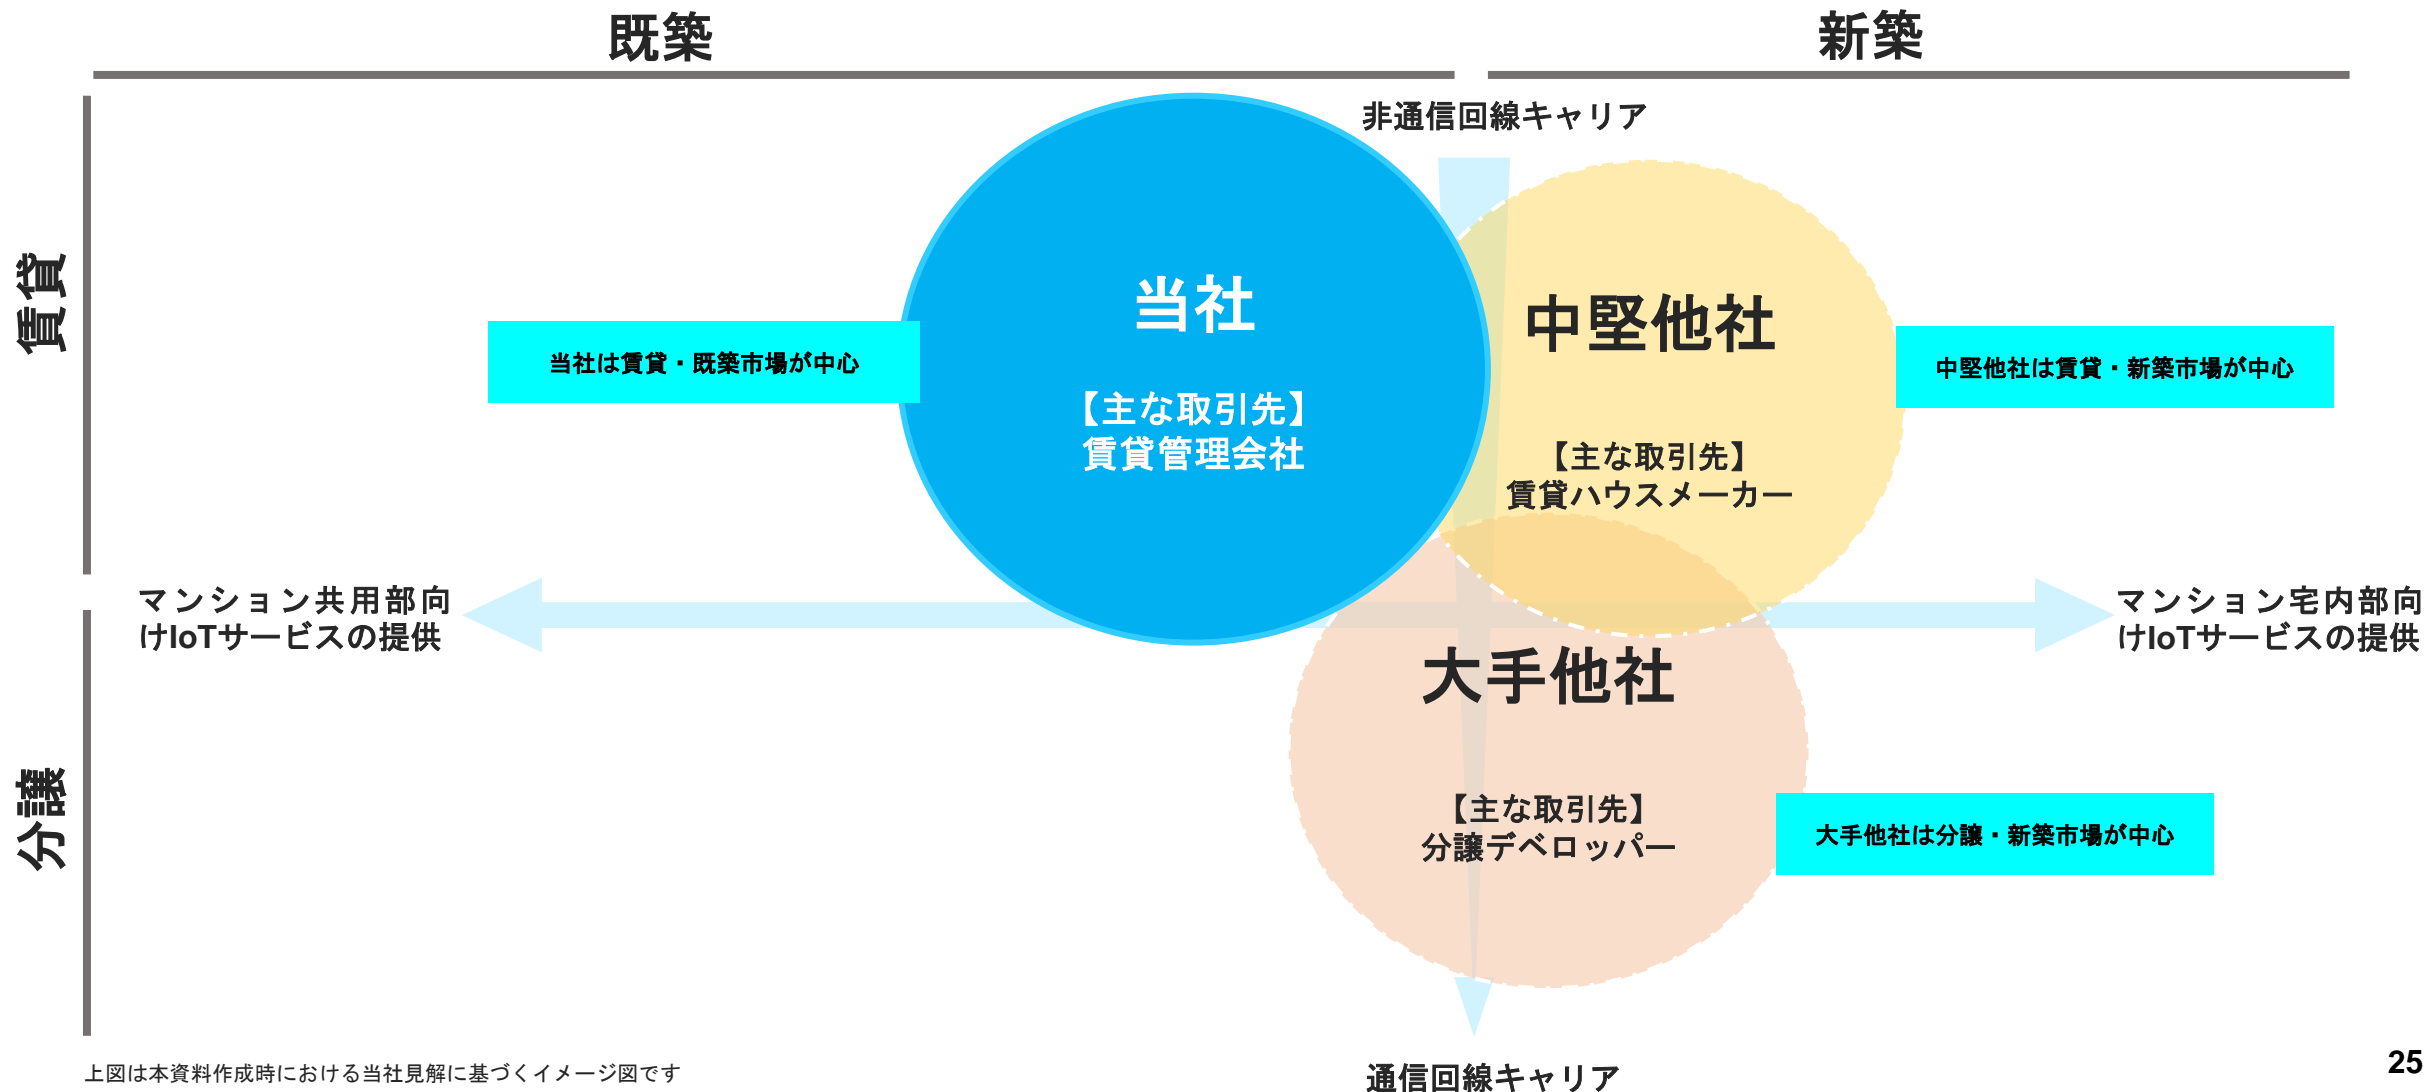 既築
新築
非通信回線キャリア
賃貸
当社
中堅他社
当社は賃貸・既築市場が中心
中堅他社は賃貸・新築市場が中心
【主な取引先】
賃貸管理会社
【主な取引先】
賃貸ハウスメーカー
マンション共用部向
けIoTサービスの提供
マンション宅内部向
けIoTサービスの提供
大手他社
分譲
【主な取引先】
分譲デベロッパー
大手他社は分譲・新築市場が中心
上図は本資料作成時における当社見解に基づくイメージ図です
通信回線キャリア
25